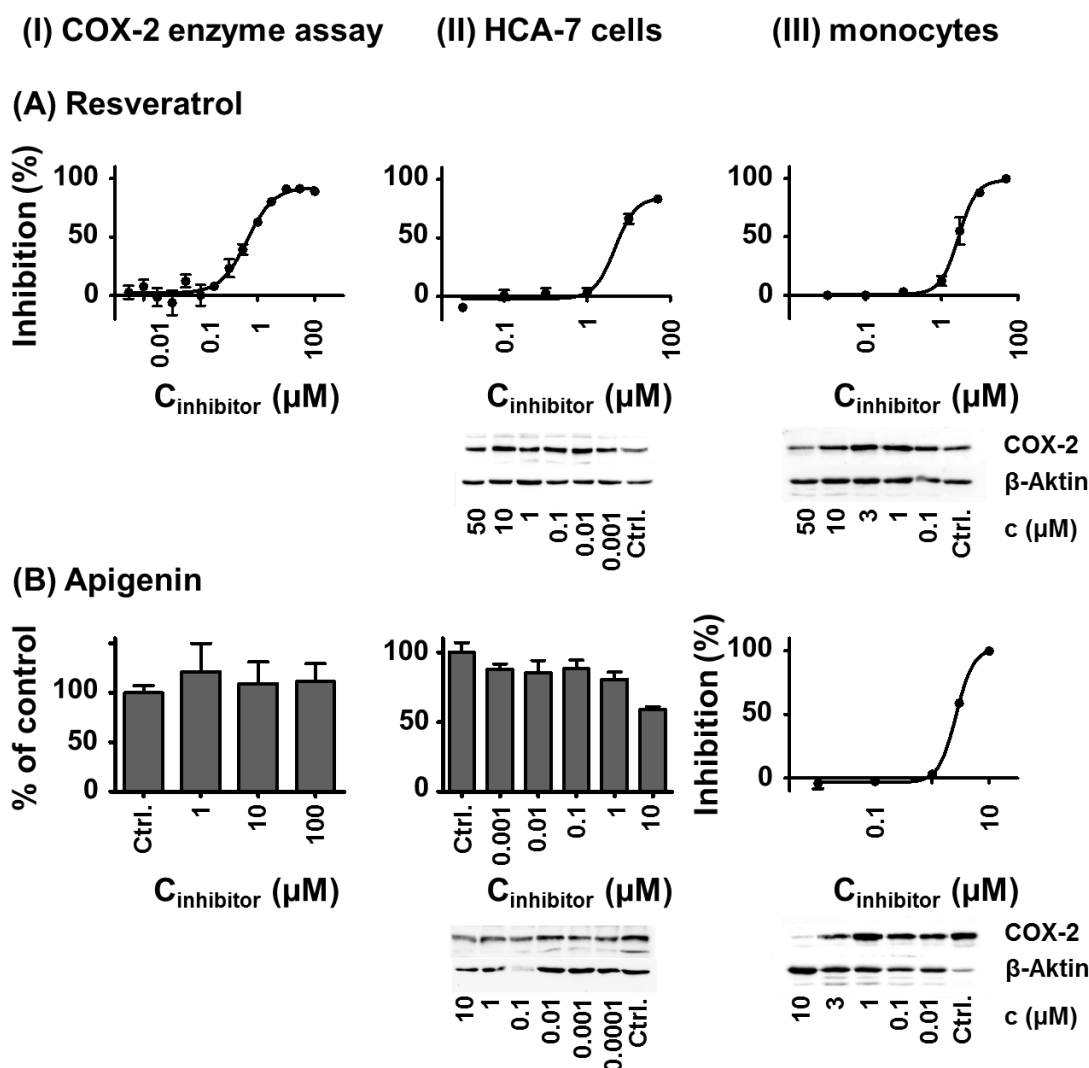 (I) COX-2 enzyme assay (II) HCA-7 cells (III) monocytes
(A) Resveratrol
Inhibition (%)
100 100 100
50 50 50
0 0 0
0.01 0.1 1 100 0.1 1 100 1 100
Cinhibitor (µM) Cinhibitor (µM) Cinhibitor (µM)
COX-2
β-Aktin
50 10 1 0.1 0.01 0.001 Ctrl. 50 10 3 1 0.1 Ctrl. c (µM)
(B) Apigenin
% of control Inhibition (%)
100 100 100
50 50 50
0 0 0
Ctrl. 1 10 100 Ctrl. 0.001 0.01 0.1 1 10 0.1 10
Cinhibitor (µM) Cinhibitor (µM) Cinhibitor (µM)
COX-2
β-Aktin
10 1 0.1 0.01 0.001 0.0001 Ctrl. 10 3 1 0.1 0.01 Ctrl. c (µM)